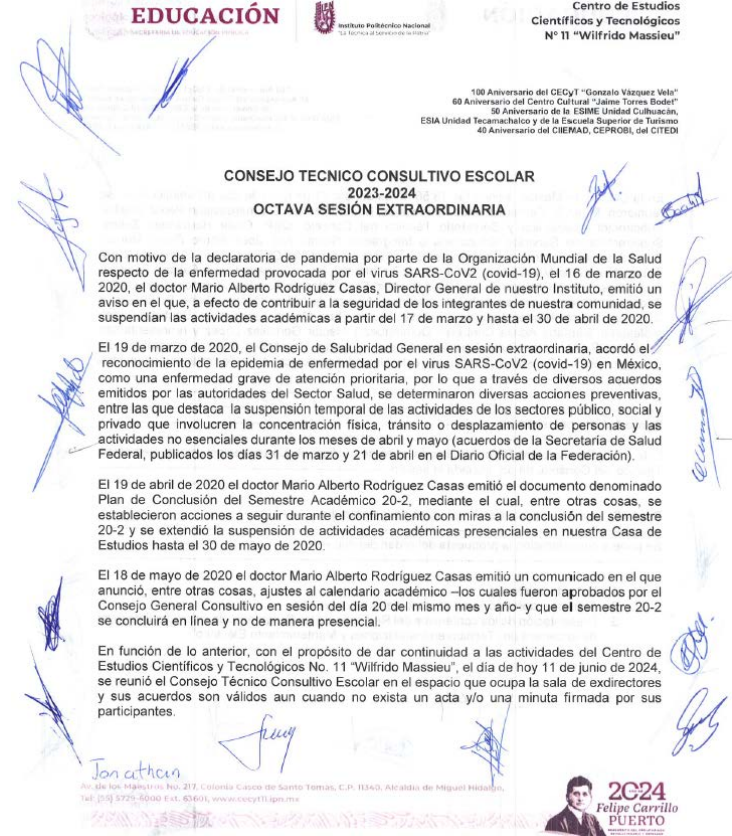 EDUCACIÓN
SECRETARÍA DE EDUCACIÓN PÚBLICA
Instituto Politécnico Nacional
"La Técnica al Servicio de la Patria"
Centro de Estudios
Científicos y Tecnológicos
N° 11 "Wilfrido Massieu"
100 Aniversario del CECyT "Gonzalo Vázquez Vela"
60 Aniversario del Centro Cultural "Jaime Torres Bodet"
50 Aniversario de la ESIME Unidad Culhuacán,
ESIA Unidad Tecamachalco y de la Escuela Superior de Turismo
40 Aniversario del CIIEMAD, CEPROBI, del CITEDI
CONSEJO TECNICO CONSULTIVO ESCOLAR
2023-2024
OCTAVA SESIÓN EXTRAORDINARIA
Con motivo de la declaratoria de pandemia por parte de la Organización Mundial de la Salud
respecto de la enfermedad provocada por el virus SARS-CoV2 (covid-19), el 16 de marzo de
2020, el doctor Mario Alberto Rodríguez Casas, Director General de nuestro Instituto, emitió un
aviso en el que, a efecto de contribuir a la seguridad de los integrantes de nuestra comunidad, se
suspendían las actividades académicas a partir del 17 de marzo y hasta el 30 de abril de 2020.
El 19 de marzo de 2020, el Consejo de Salubridad General en sesión extraordinaria, acordó el
reconocimiento de la epidemia de enfermedad por el virus SARS-CoV2 (covid-19) en México,
como una enfermedad grave de atención prioritaria, por lo que a través de diversos acuerdos
emitidos por las autoridades del Sector Salud, se determinaron diversas acciones preventivas,
entre las que destaca la suspensión temporal de las actividades de los sectores público, social y
privado que involucren la concentración física, tránsito o desplazamiento de personas y las
actividades no esenciales durante los meses de abril y mayo (acuerdos de la Secretaría de Salud
Federal, publicados los días 31 de marzo y 21 de abril en el Diario Oficial de la Federación).
El 19 de abril de 2020 el doctor Mario Alberto Rodríguez Casas emitió el documento denominado
Plan de Conclusión del Semestre Académico 20-2, mediante el cual, entre otras cosas, se
establecieron acciones a seguir durante el confinamiento con miras a la conclusión del semestre
20-2 y se extendió la suspensión de actividades académicas presenciales en nuestra Casa de
Estudios hasta el 30 de mayo de 2020.
El 18 de mayo de 2020 el doctor Mario Alberto Rodríguez Casas emitió un comunicado en el que
anunció, entre otras cosas, ajustes al calendario académico –los cuales fueron aprobados por el
Consejo General Consultivo en sesión del día 20 del mismo mes y año- y que el semestre 20-2
se concluirá en línea y no de manera presencial.
En función de lo anterior, con el propósito de dar continuidad a las actividades del Centro de
Estudios Científicos y Tecnológicos No. 11 "Wilfrido Massieu", el día de hoy 11 de junio de 2024,
se reunió el Consejo Técnico Consultivo Escolar en el espacio que ocupa la sala de exdirectores
y sus acuerdos son válidos aun cuando no exista un acta y/o una minuta firmada por sus
participantes.
Jonathan
Av. de los Maestros No. 217, Colonia Casco de Santo Tomas, C.P. 11340, Alcaldía de Miguel Hidalgo,
Tel: (55) 5729-6000 Ext. 63601, www.cecyt11.ipn.mx
2024
Felipe Carrillo
PUERTO